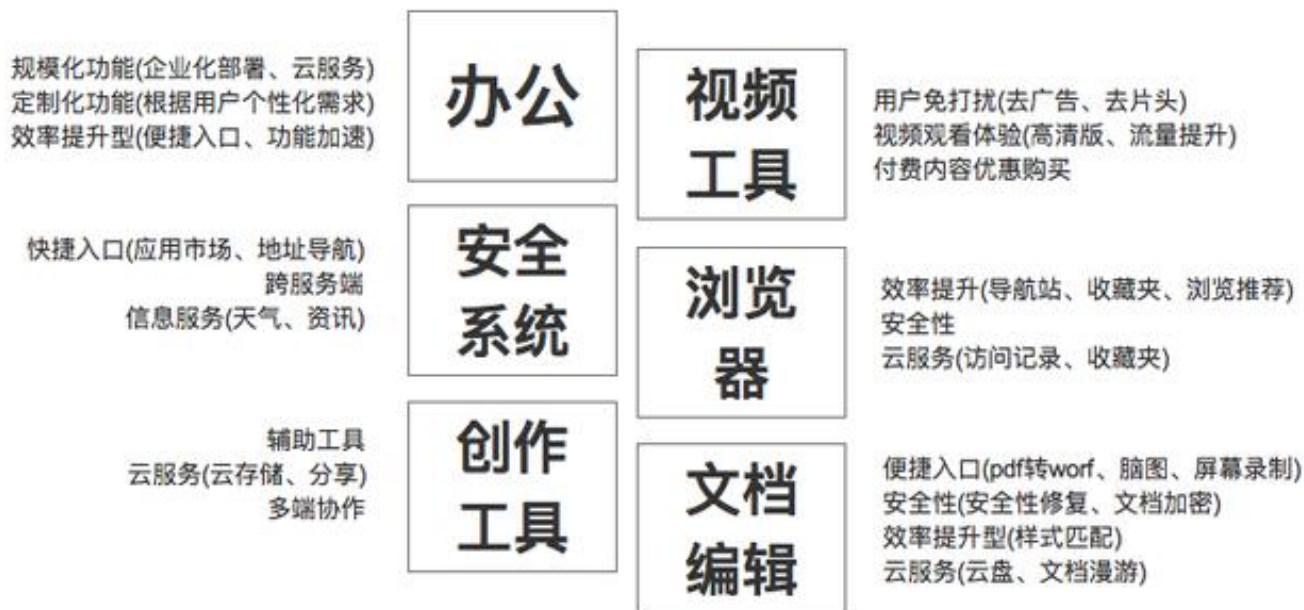 规模化功能(企业化部署、云服务)
定制化功能(根据用户个性化需求)
效率提升型(便捷入口、功能加速)
办公
视频
工具
用户免打扰(去广告、去片头)
视频观看体验(高清版、流量提升)
付费内容优惠购买
快捷入口(应用市场、地址导航)
跨服务端
信息服务(天气、资讯)
安全
系统
浏览
器
效率提升(导航站、收藏夹、浏览推荐)
安全性
云服务(访问记录、收藏夹)
辅助工具
云服务(云存储、分享)
多端协作
创作
工具
文档
编辑
便捷入口(pdf转worf、脑图、屏幕录制)
安全性(安全性修复、文档加密)
效率提升型(样式匹配)
云服务(云盘、文档漫游)